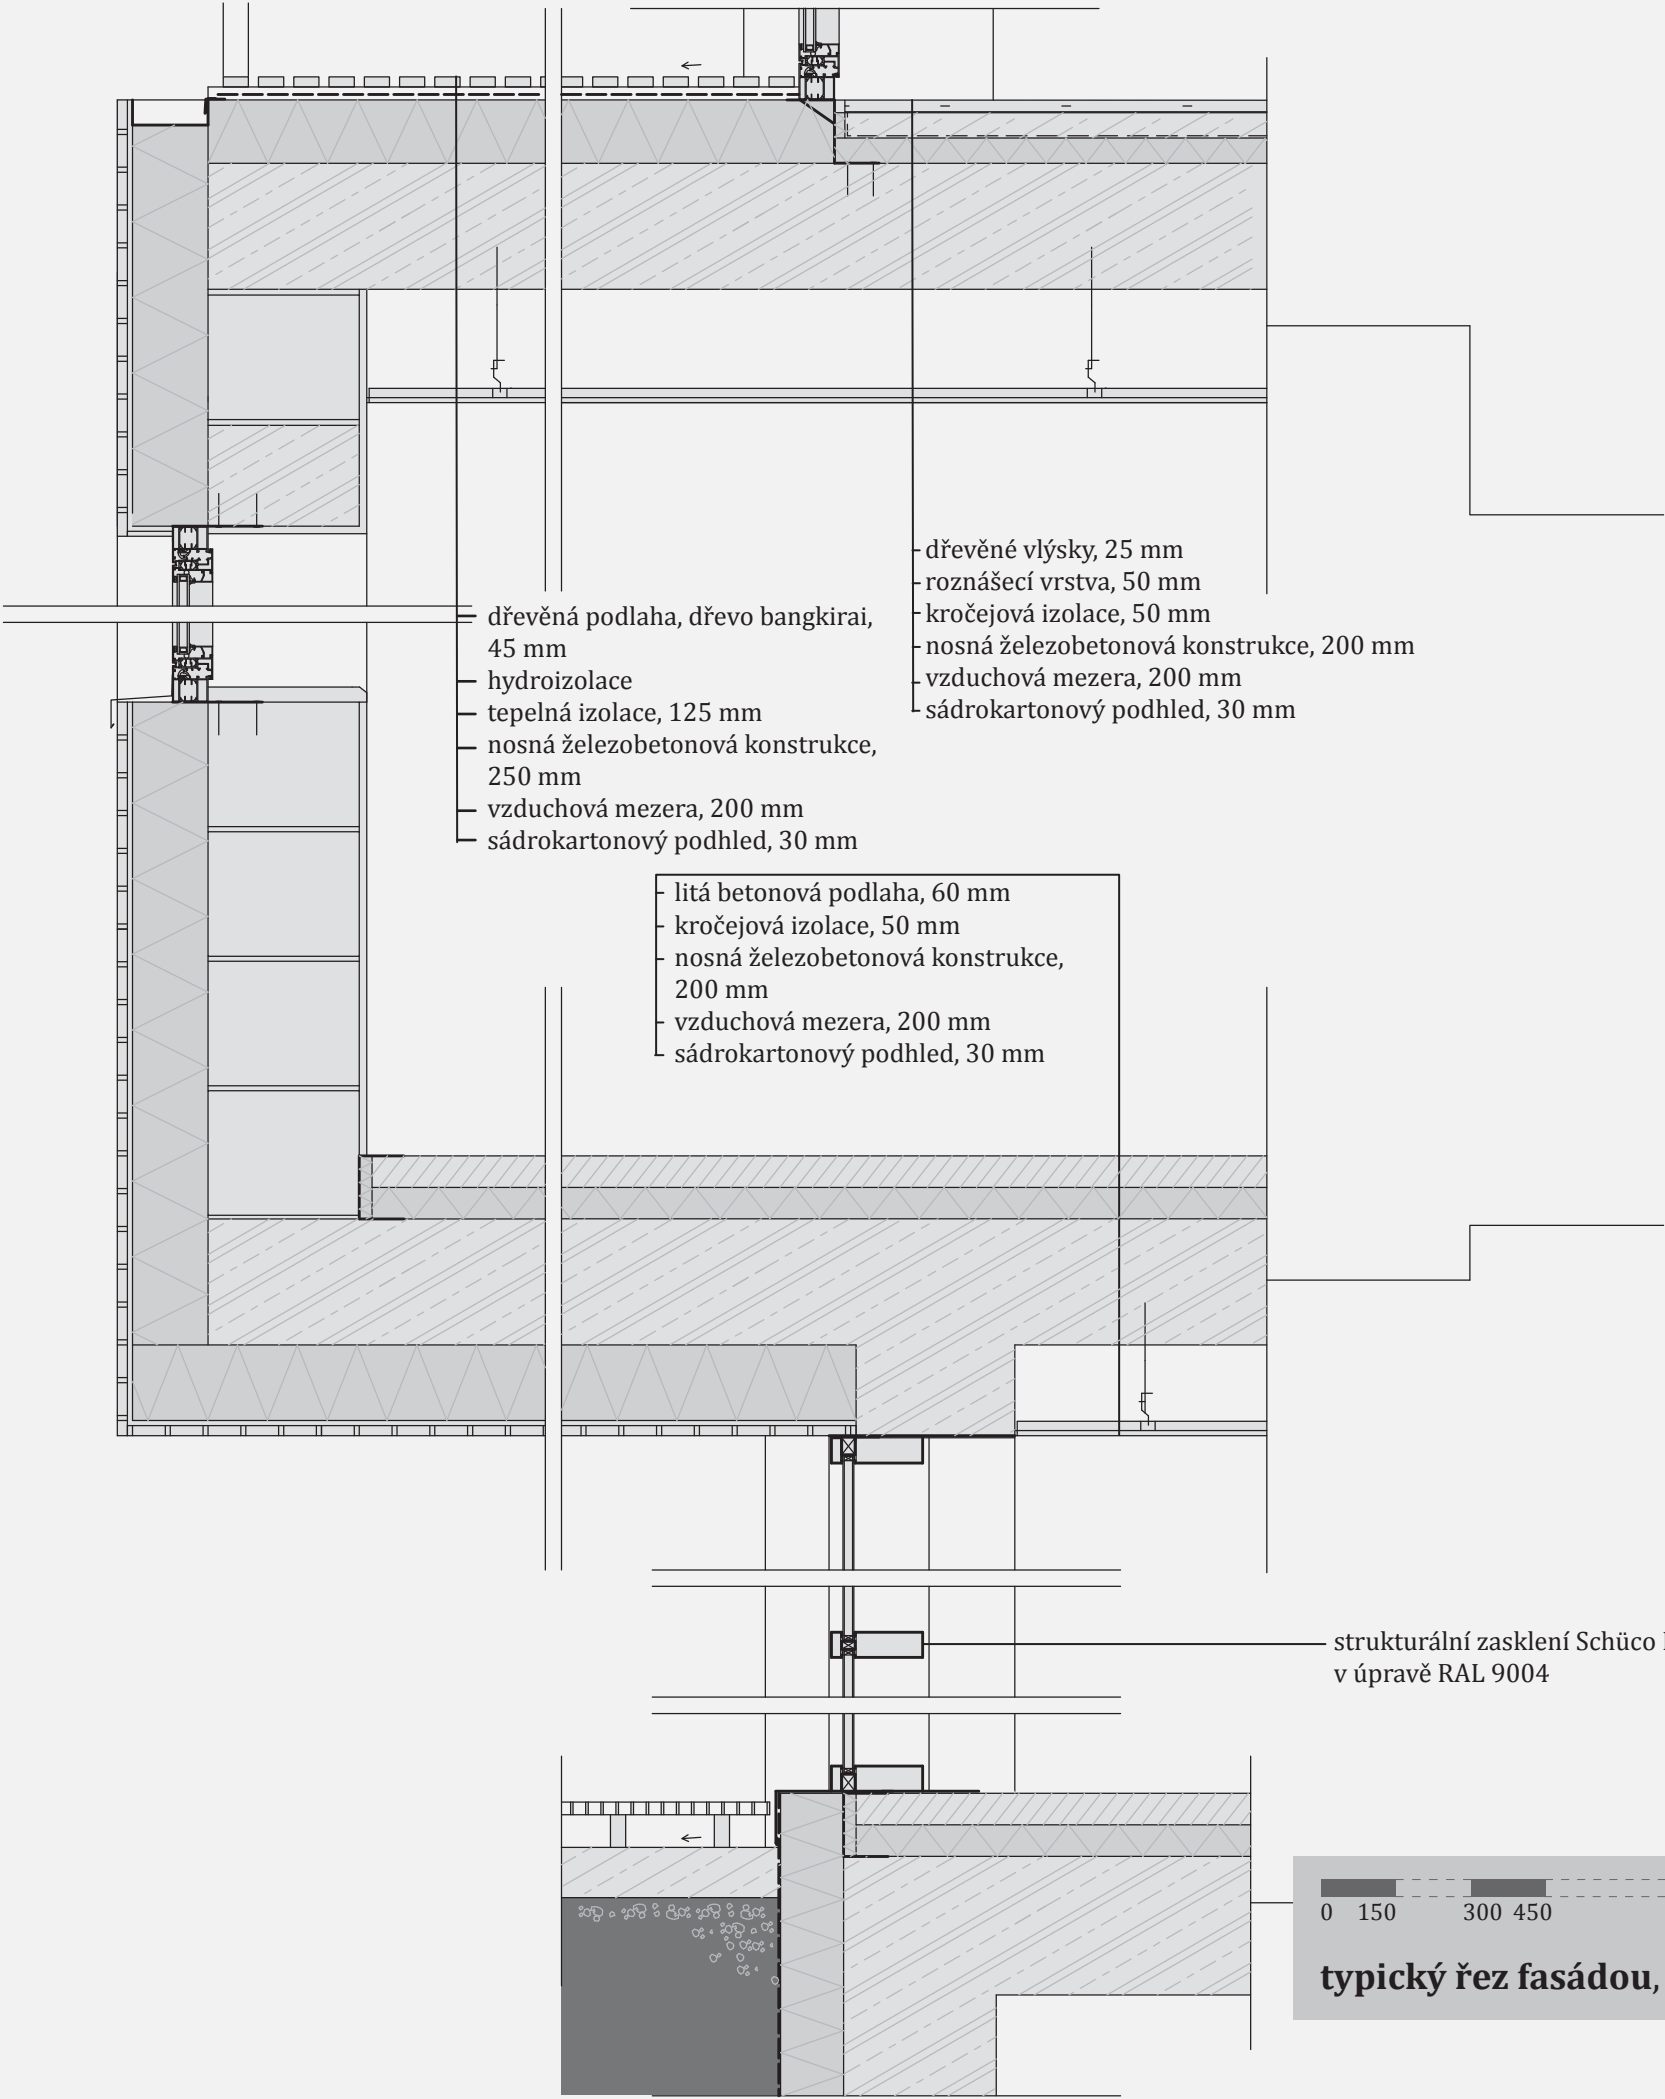 dřevěné vlýsky, 25 mm
roznášecí vrstva, 50 mm
kročejová izolace, 50 mm
nosná železobetonová konstrukce, 200 mm
vzduchová mezera, 200 mm
sádrokartonový podhled, 30 mm
dřevěná podlaha, dřevo bangkirai,
45 mm
hydroizolace
tepelná izolace, 125 mm
nosná železobetonová konstrukce,
250 mm
vzduchová mezera, 200 mm
sádrokartonový podhled, 30 mm
litá betonová podlaha, 60 mm
kročejová izolace, 50 mm
nosná železobetonová konstrukce,
200 mm
vzduchová mezera, 200 mm
sádrokartonový podhled, 30 mm
strukturální zasklení Schüco
v úpravě RAL 9004
0 150 300 450
typický řez fasádou,